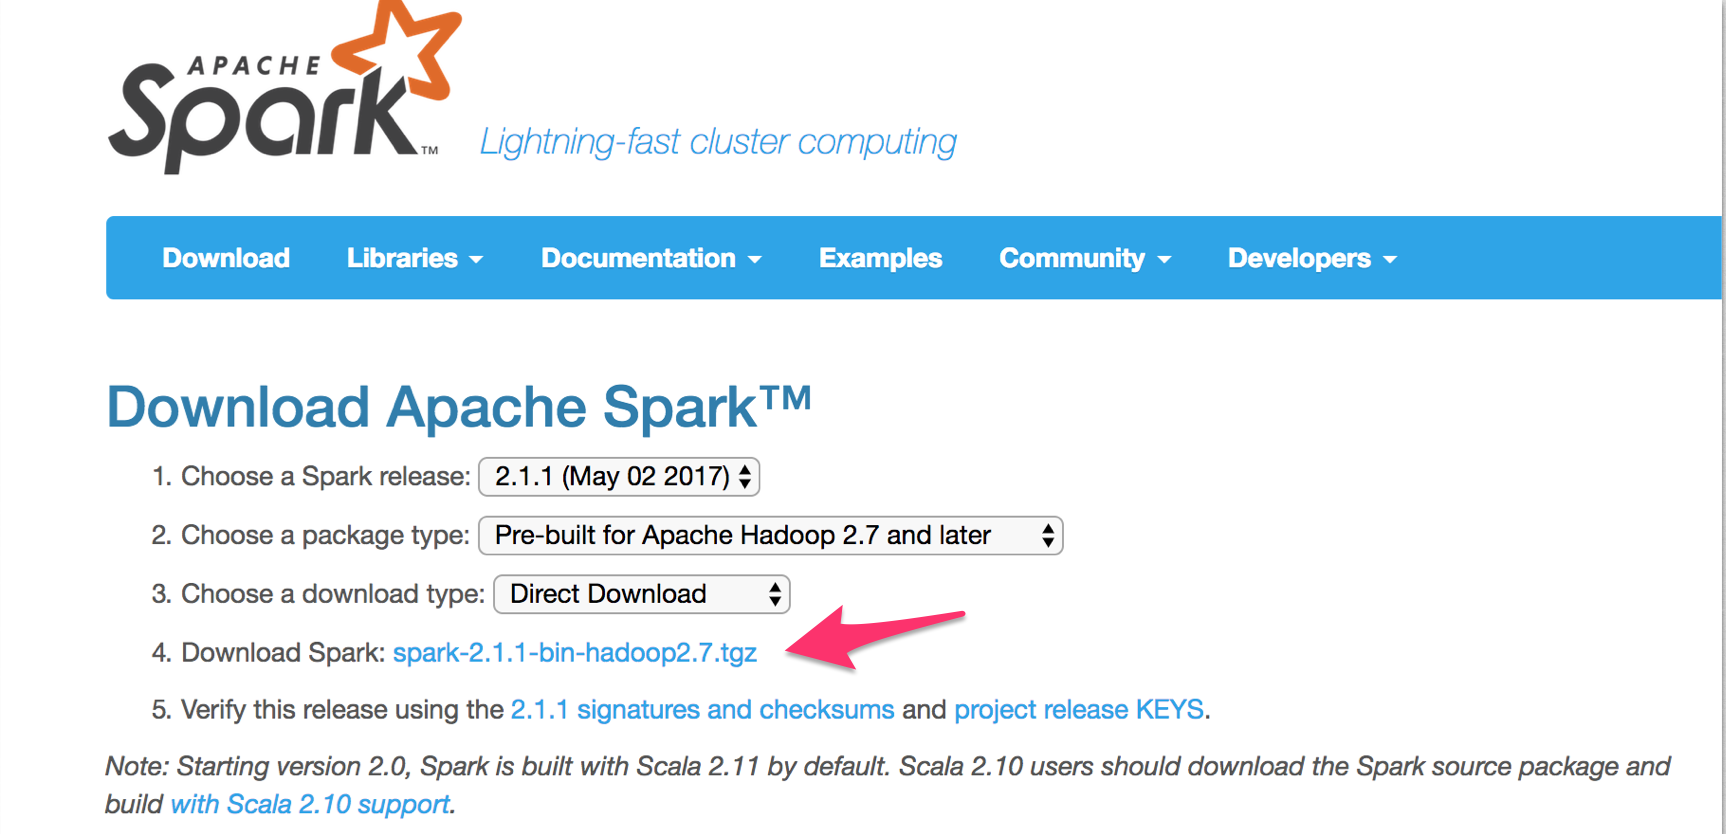 APACHE
Spark™
Lightning-fast cluster computing
Download Libraries Documentation Examples Community Developers
Download Apache Spark™
1. Choose a Spark release: 2.1.1 (May 02 2017)
2. Choose a package type: Pre-built for Apache Hadoop 2.7 and later
3. Choose a download type: Direct Download
4. Download Spark: spark-2.1.1-bin-hadoop2.7.tgz
5. Verify this release using the 2.1.1 signatures and checksums and project release KEYS.
Note: Starting version 2.0, Spark is built with Scala 2.11 by default. Scala 2.10 users should download the Spark source package and
build with Scala 2.10 support.